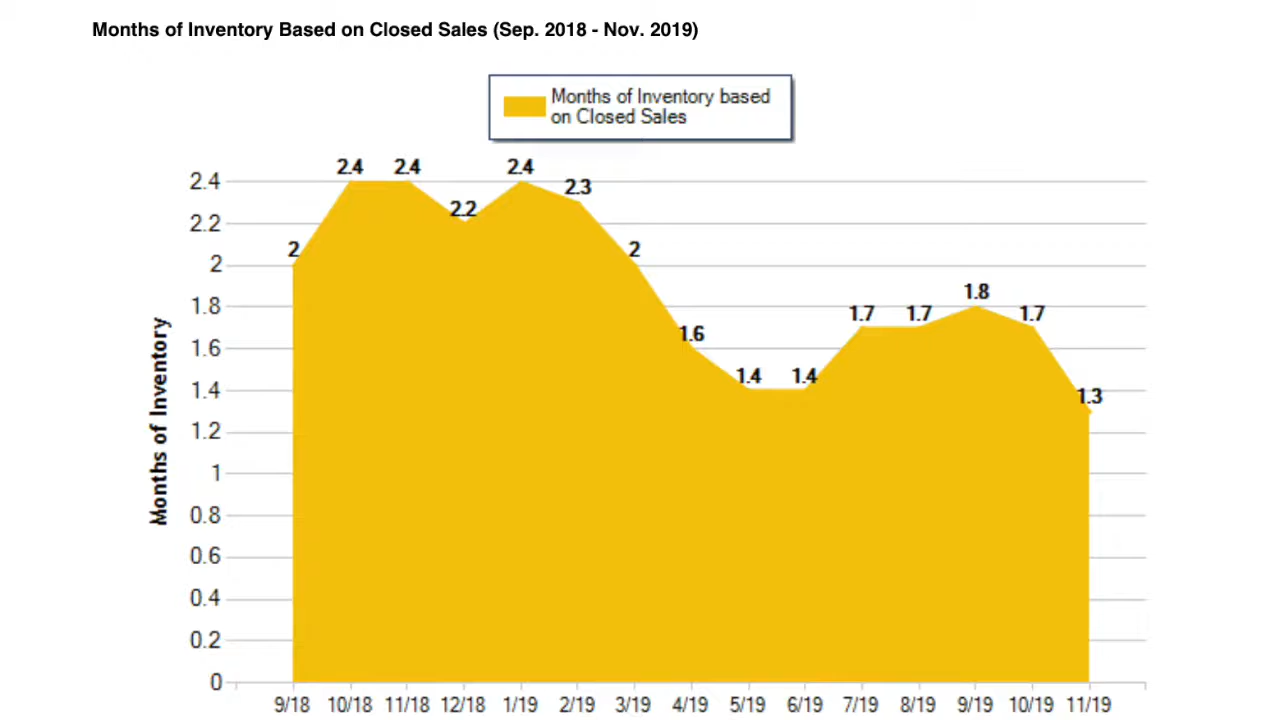 Months of Inventory Based on Closed Sales (Sep. 2018 - Nov. 2019)
Months of Inventory based
on Closed Sales
2.4 2.4 2.4
2.3
2.4
2.2
2.2
2 2
2
1.8
1.8
1.7 1.7 1.7
1.6
1.6
1.4 1.4
1.4
1.3
1.2
1
0.8
0.6
0.4
0.2
0
Months of Inventory
9/18 10/18 11/18 12/18 1/19 2/19 3/19 4/19 5/19 6/19 7/19 8/19 9/19 10/19 11/19